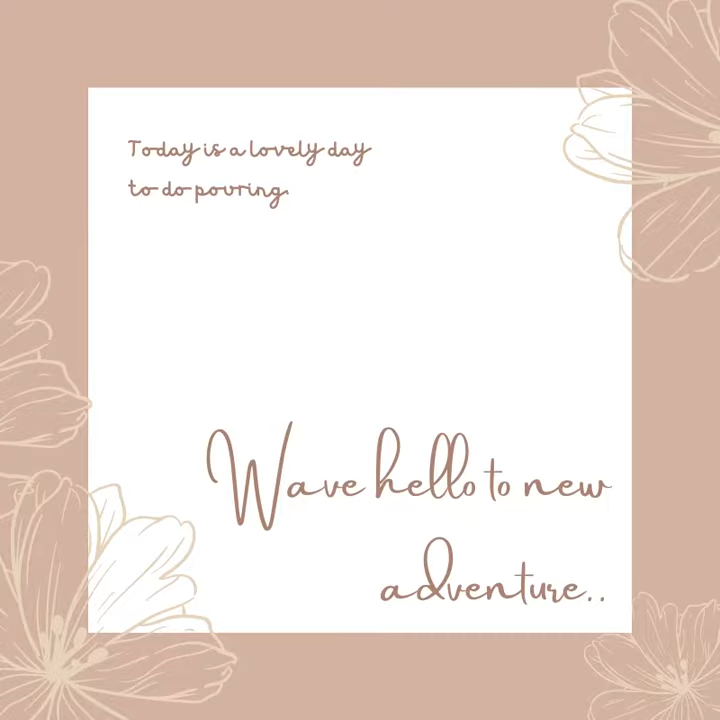 Today is a lovely day
to do pouring.
Wave hello to new
adventure..